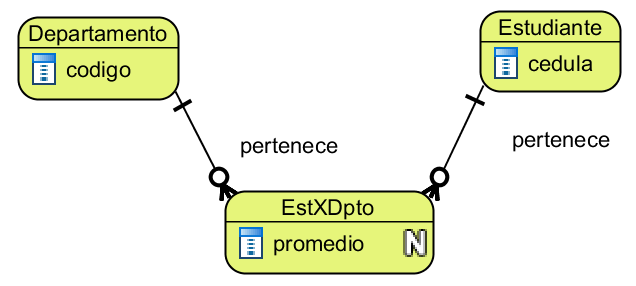 Departamento
codigo
Estudiante
cedula
pertenece
pertenece
EstXDpto
promedio
N